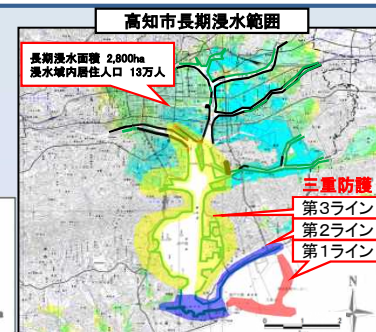 高知市長期浸水範囲
長期浸水面積 2,800ha
浸水域内居住人口 13万人
三重防護
第3ライン
第2ライン
第1ライン
N